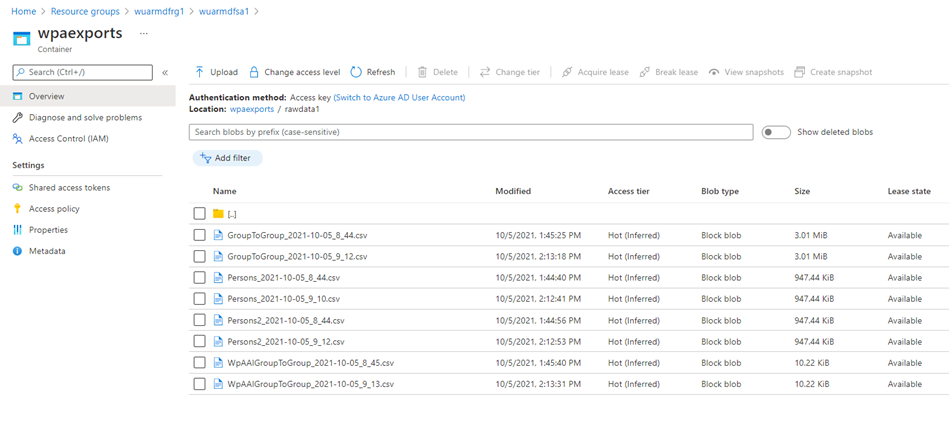 Home > Resource groups > wuarmdfrg1 > wuarmdfsa1 >
wpaexports ...
Container
Search (Ctrl+/) «
Overview
Diagnose and solve problems
Access Control (IAM)
Settings
Shared access tokens
Access policy
Properties
Metadata
Upload Change access level Refresh Delete Change tier Acquire lease Break lease View snapshots Create snapshot
Authentication method: Access key (Switch to Azure AD User Account)
Location: wpaexports / rawdata1
Search blobs by prefix (case-sensitive) Show deleted blobs
Add filter
Name Modified Access tier Blob type Size Lease state
[..]
GroupToGroup_2021-10-05_8_44.csv 10/5/2021, 1:45:25 PM Hot (Inferred) Block blob 3.01 MiB Available
GroupToGroup_2021-10-05_9_12.csv 10/5/2021, 2:13:18 PM Hot (Inferred) Block blob 3.01 MiB Available
Persons_2021-10-05_8_44.csv 10/5/2021, 1:44:40 PM Hot (Inferred) Block blob 947.44 KiB Available
Persons_2021-10-05_9_10.csv 10/5/2021, 2:12:41 PM Hot (Inferred) Block blob 947.44 KiB Available
Persons2_2021-10-05_8_44.csv 10/5/2021, 1:44:56 PM Hot (Inferred) Block blob 947.44 KiB Available
Persons2_2021-10-05_9_12.csv 10/5/2021, 2:12:53 PM Hot (Inferred) Block blob 947.44 KiB Available
WpAAIGroupToGroup_2021-10-05_8_45.csv 10/5/2021, 1:45:40 PM Hot (Inferred) Block blob 10.22 KiB Available
WpAAIGroupToGroup_2021-10-05_9_13.csv 10/5/2021, 2:13:31 PM Hot (Inferred) Block blob 10.22 KiB Available